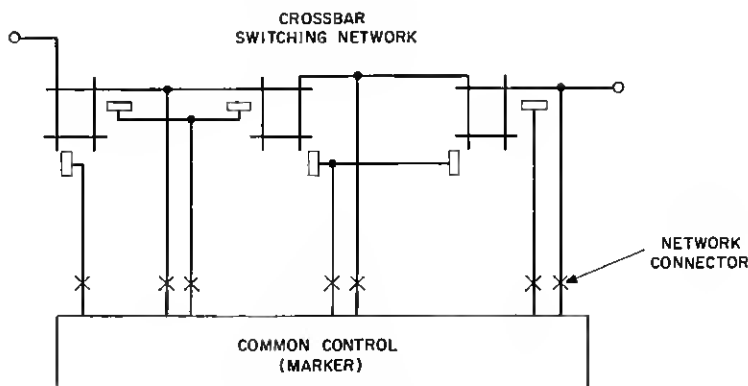 CROSSBAR
SWITCHING NETWORK
NETWORK
CONNECTOR
COMMON CONTROL
(MARKER)